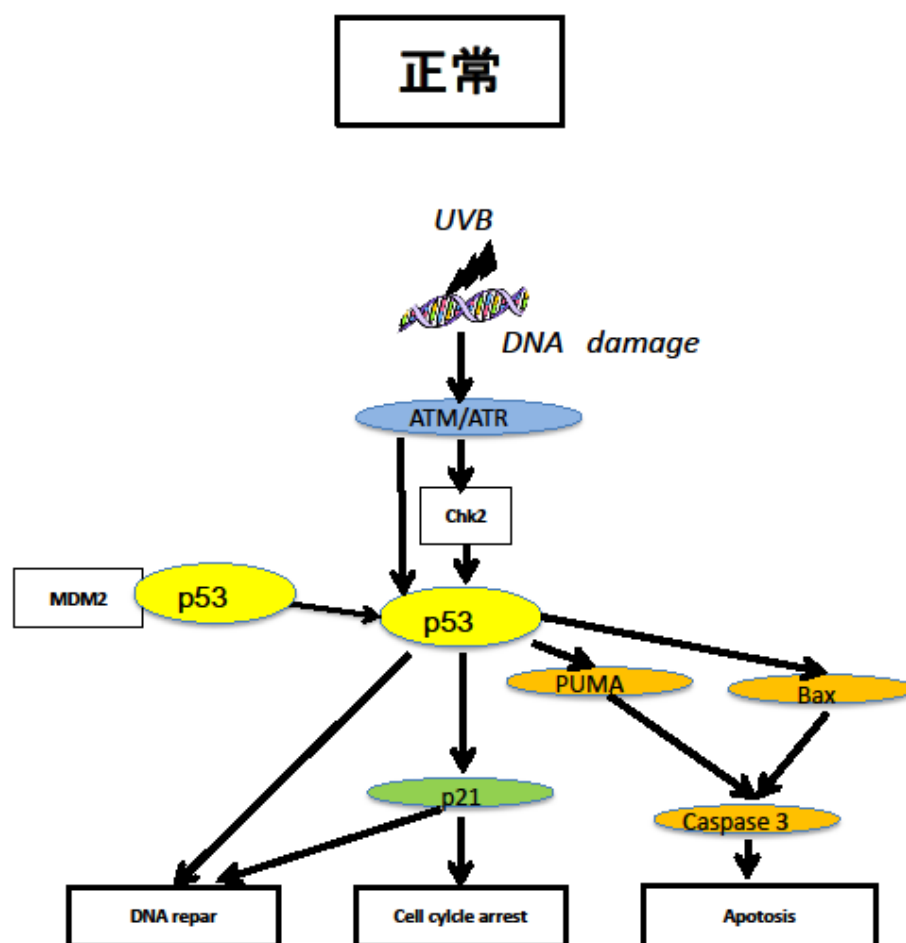 正常
UVB
DNA damage
ATM/ATR
Chk2
MDM2
p53
p53
PUMA
Bax
p21
Caspase 3
DNA repar
Cell cylcle arrest
Apotosis